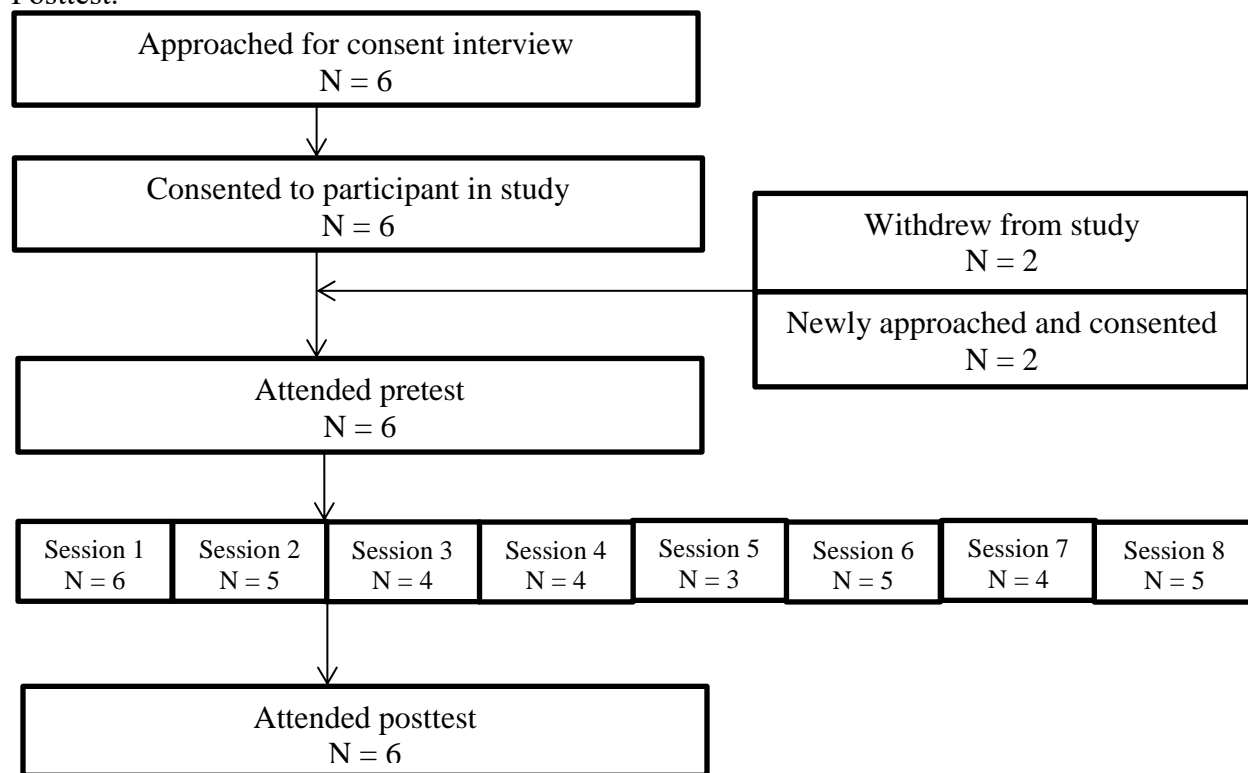 Posttest.
Approached for consent interview
N = 6
Consented to participant in study
N = 6
Withdrew from study
N = 2
Newly approached and consented
N = 2
Attended pretest
N = 6
Session 1
N = 6
Session 2
N = 5
Session 3
N = 4
Session 4
N = 4
Session 5
N = 3
Session 6
N = 5
Session 7
N = 4
Session 8
N = 5
Attended posttest
N = 6